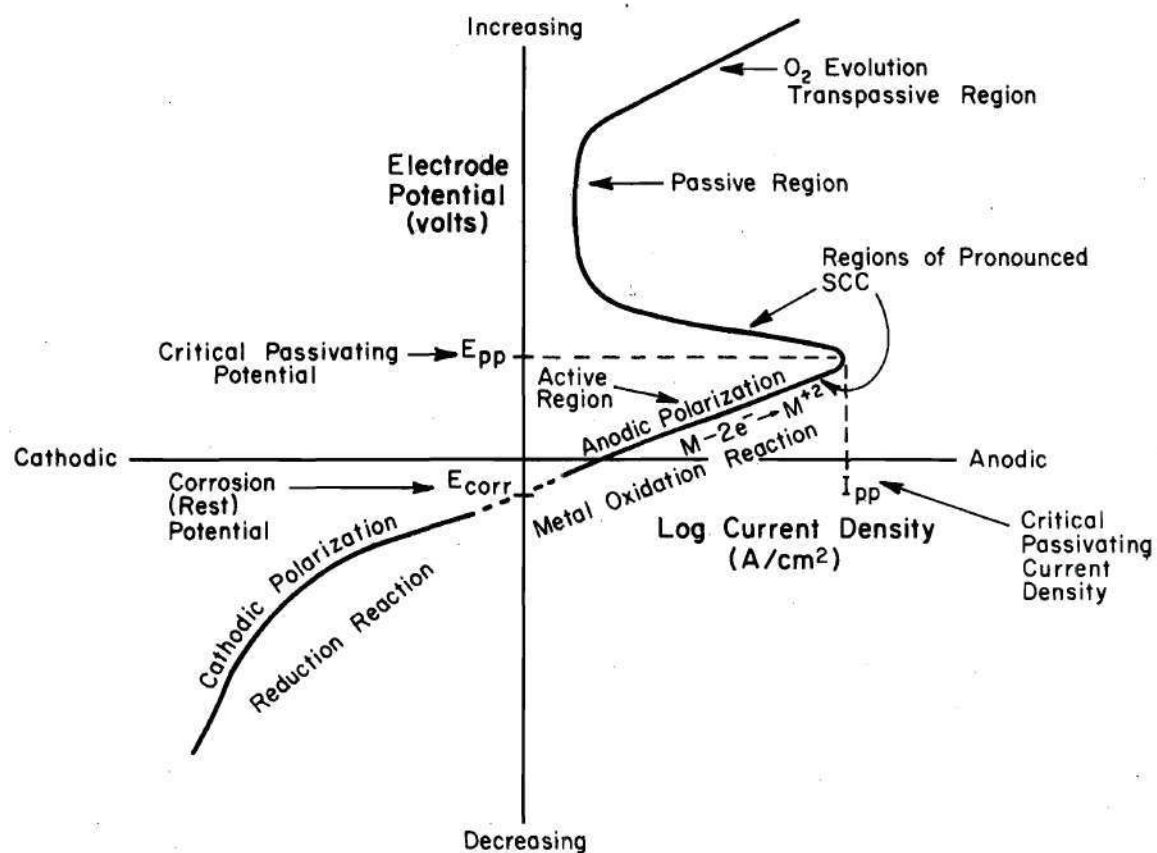 Increasing
O₂ Evolution
Transpassive Region
Electrode
Potential
(volts)
Passive Region
Regions of Pronounced
SCC
Critical Passivating
Potential
Epp
Active
Region
Anodic Polarization
M-2e⁻→M⁺²
Metal Oxidation Reaction
Cathodic
Anodic
Corrosion
(Rest)
Potential
Ecorr
Ipp
Log Current Density
(A/cm²)
Critical
Passivating
Current
Density
Cathodic Polarization
Reduction Reaction
Decreasing